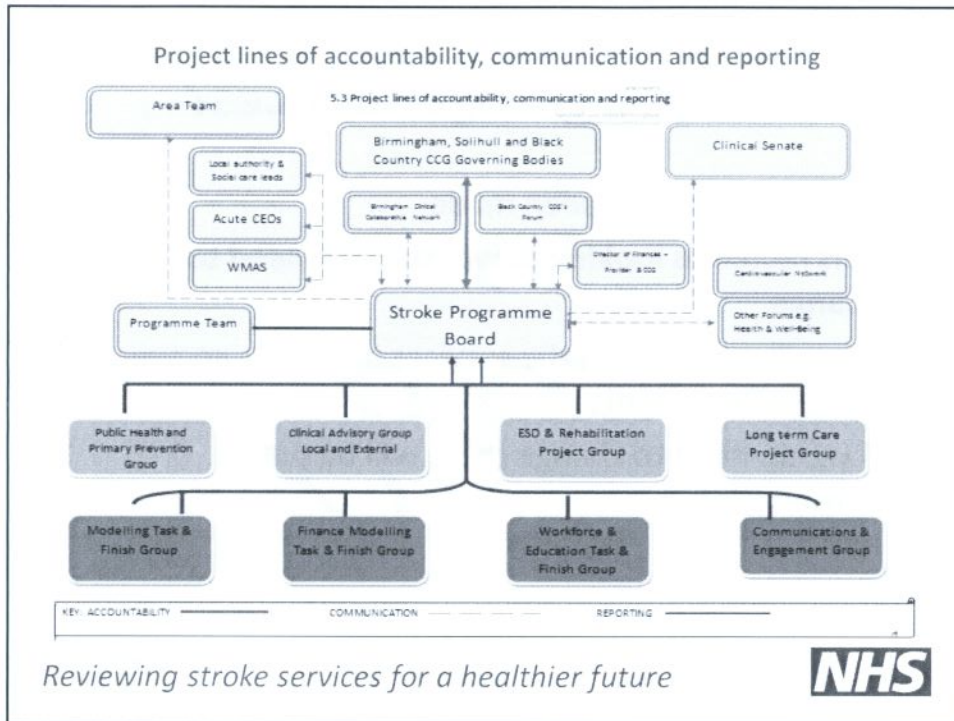 Project lines of accountability, communication and reporting
5.3 Project lines of accountability, communication and reporting
Area Team
Birmingham, Solihull and Black
Country CCG Governing Bodies
Clinical Senate
Local authority &
Social care leads
Acute CEOs
WMAS
Birmingham Clinical
Collaborative Network
Black Country CCG's
Forum
Director of Finances –
Provider & CCG
Cardiovascular Network
Other Forums e.g.
Health & Well-Being
Programme Team
Stroke Programme
Board
Public Health and
Primary Prevention
Group
Clinical Advisory Group
Local and External
ESD & Rehabilitation
Project Group
Long term Care
Project Group
Modelling Task &
Finish Group
Finance Modelling
Task & Finish Group
Workforce &
Education Task &
Finish Group
Communications &
Engagement Group
KEY: ACCOUNTABILITY COMMUNICATION REPORTING
Reviewing stroke services for a healthier future
NHS